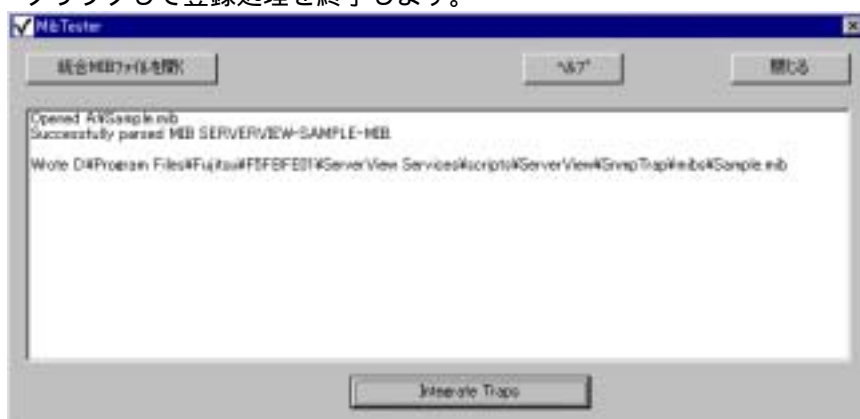 クリックして登録処理を終了します。
MibTester
統合MIBファイルを開く
ヘルプ
閉じる
Opened A:¥Sample.mib
Successfully parsed MIB SERVERVIEW-SAMPLE-MIB.
Wrote D:¥Program Files¥Fujitsu¥F5FBFE01¥ServerView Services¥scripts¥ServerView¥SnmpTrap¥mibs¥Sample.mib
Integrate Traps